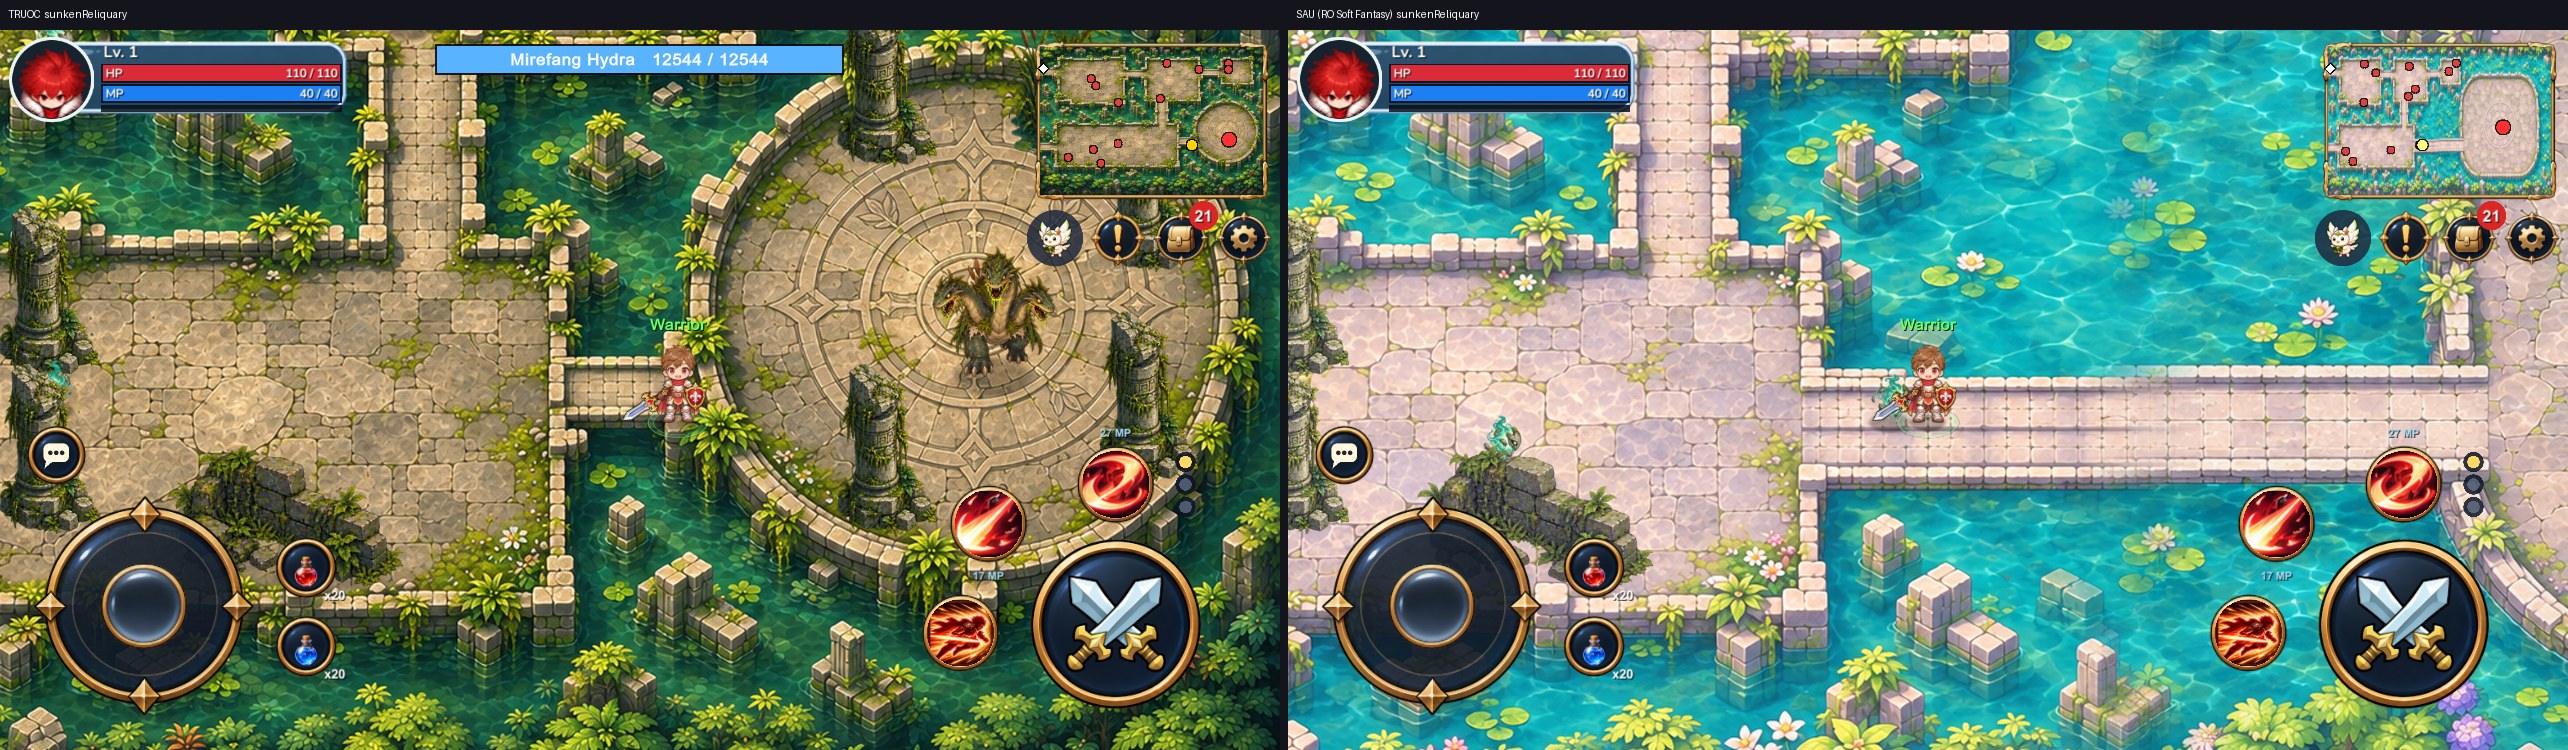 TRUOC sunkenReliquary
Lv. 1
HP 110 / 110
MP 40 / 40
Mirefang Hydra 12544 / 12544
21
Warrior
27 MP
17 MP
x20
x20
SAU (RO Soft Fantasy) sunkenReliquary
Lv. 1
HP 110 / 110
MP 40 / 40
21
Warrior
27 MP
17 MP
x20
x20